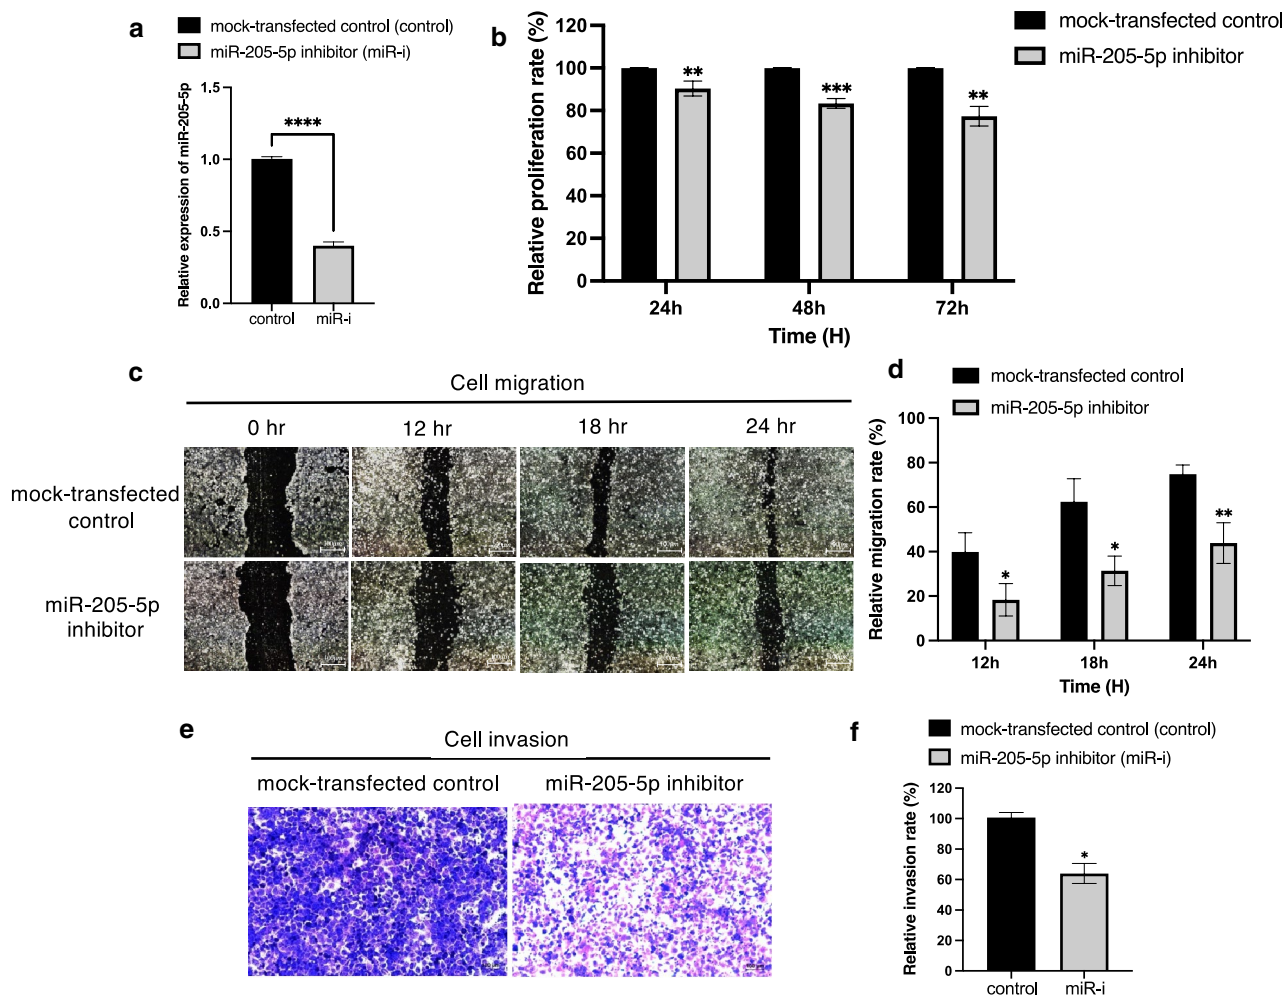 a
mock-transfected control (control)
miR-205-5p inhibitor (miR-i)
Relative expression of miR-205-5p
1.5
1.0
0.5
0.0
****
control
miR-i
b
mock-transfected control
miR-205-5p inhibitor
Relative proliferation rate (%)
120
100
80
60
40
20
0
**
***
**
24h
48h
72h
Time (H)
c
Cell migration
0 hr
12 hr
18 hr
24 hr
mock-transfected
control
miR-205-5p
inhibitor
d
mock-transfected control
miR-205-5p inhibitor
Relative migration rate (%)
100
80
60
40
20
0
*
*
**
12h
18h
24h
Time (H)
e
Cell invasion
mock-transfected control
miR-205-5p inhibitor
f
mock-transfected control (control)
miR-205-5p inhibitor (miR-i)
Relative invasion rate (%)
120
100
80
60
40
20
0
*
control
miR-i